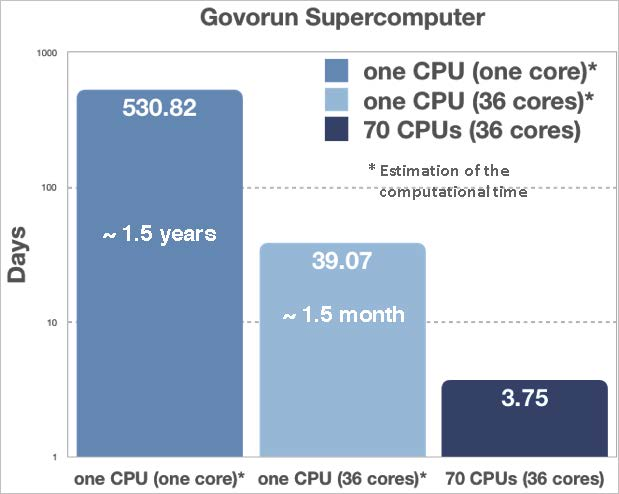 Govorun Supercomputer
1000
100
10
1
Days
one CPU (one core)*
one CPU (36 cores)*
70 CPUs (36 cores)
* Estimation of the
computational time
530.82
~ 1.5 years
39.07
~ 1.5 month
3.75
one CPU (one core)*
one CPU (36 cores)*
70 CPUs (36 cores)